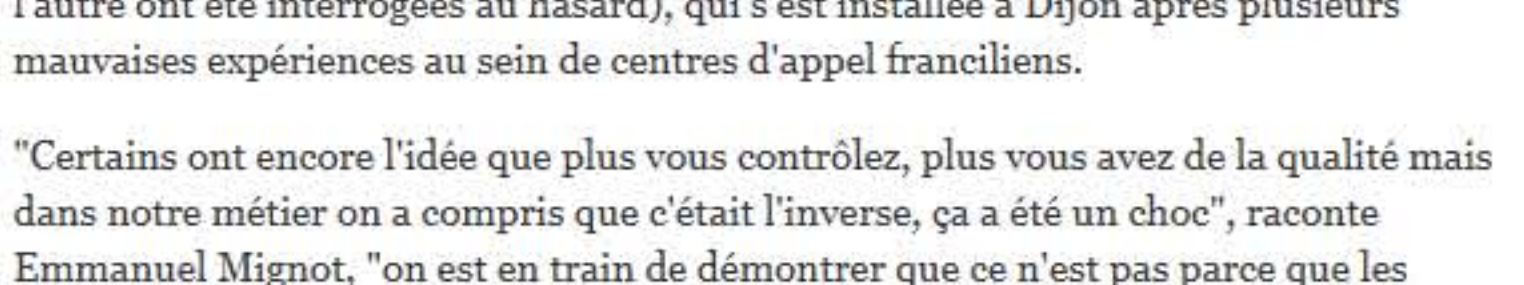 l'autre ont été interrogées au hasard), qui s'est installée à Dijon après plusieurs
mauvaises expériences au sein de centres d'appel franciliens.
"Certains ont encore l'idée que plus vous contrôlez, plus vous avez de la qualité mais
dans notre métier on a compris que c'était l'inverse, ça a été un choc", raconte
Emmanuel Mignot, "on est en train de démontrer que ce n'est pas parce que les